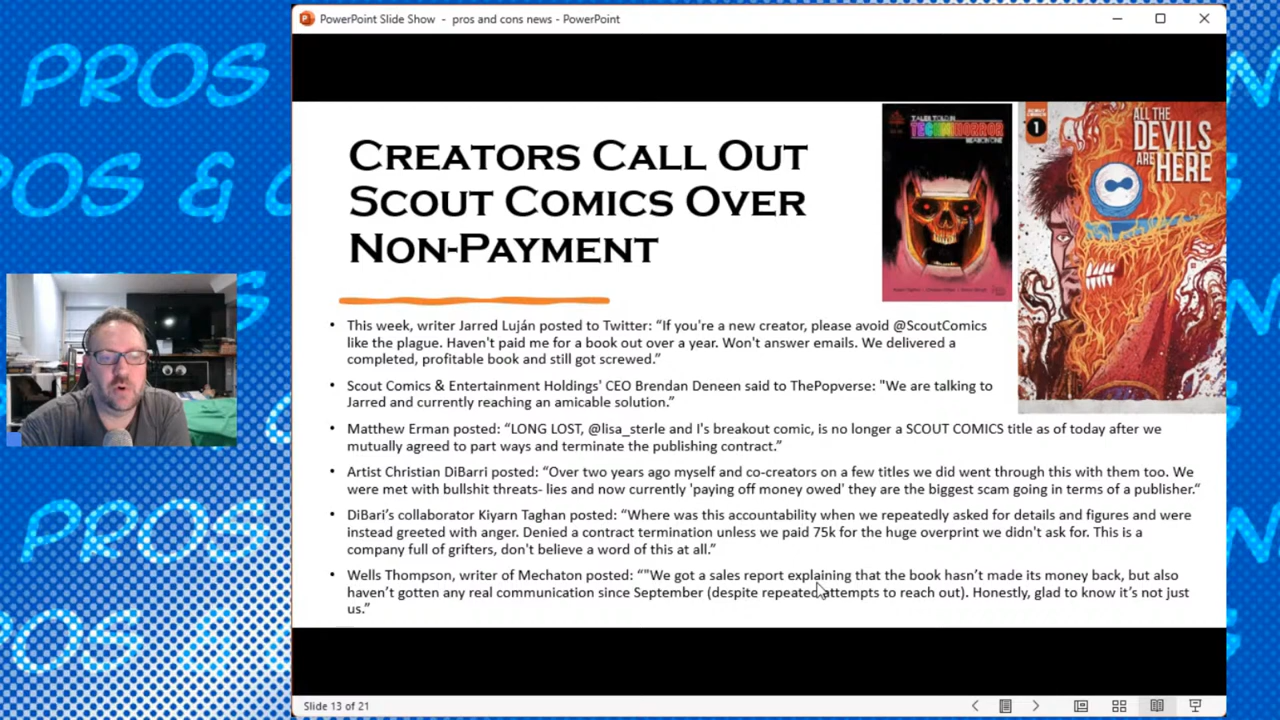 PowerPoint Slide Show - pros and cons news - PowerPoint
PROS
PROS
OS & C
PROS
PROS
CREATORS CALL OUT
SCOUT COMICS OVER
NON-PAYMENT
TALES TOLD IN
TECHNIHORROR
SEASON ONE
1
ALL THE
DEVILS
ARE HERE
• This week, writer Jarred Luján posted to Twitter: “If you're a new creator, please avoid @ScoutComics
like the plague. Haven't paid me for a book out over a year. Won't answer emails. We delivered a
completed, profitable book and still got screwed.”
• Scout Comics & Entertainment Holdings' CEO Brendan Deneen said to ThePopverse: "We are talking to
Jarred and currently reaching an amicable solution.”
• Matthew Erman posted: “LONG LOST, @lisa_sterle and I's breakout comic, is no longer a SCOUT COMICS title as of today after we
mutually agreed to part ways and terminate the publishing contract.”
• Artist Christian DiBarri posted: “Over two years ago myself and co-creators on a few titles we did went through this with them too. We
were met with bullshit threats- lies and now currently 'paying off money owed' they are the biggest scam going in terms of a publisher.“
• DiBari’s collaborator Kiyarn Taghan posted: “Where was this accountability when we repeatedly asked for details and figures and were
instead greeted with anger. Denied a contract termination unless we paid 75k for the huge overprint we didn't ask for. This is a
company full of grifters, don't believe a word of this at all.”
• Wells Thompson, writer of Mechaton posted: “"We got a sales report explaining that the book hasn’t made its money back, but also
haven’t gotten any real communication since September (despite repeated attempts to reach out). Honestly, glad to know it’s not just
us.”
Slide 13 of 21